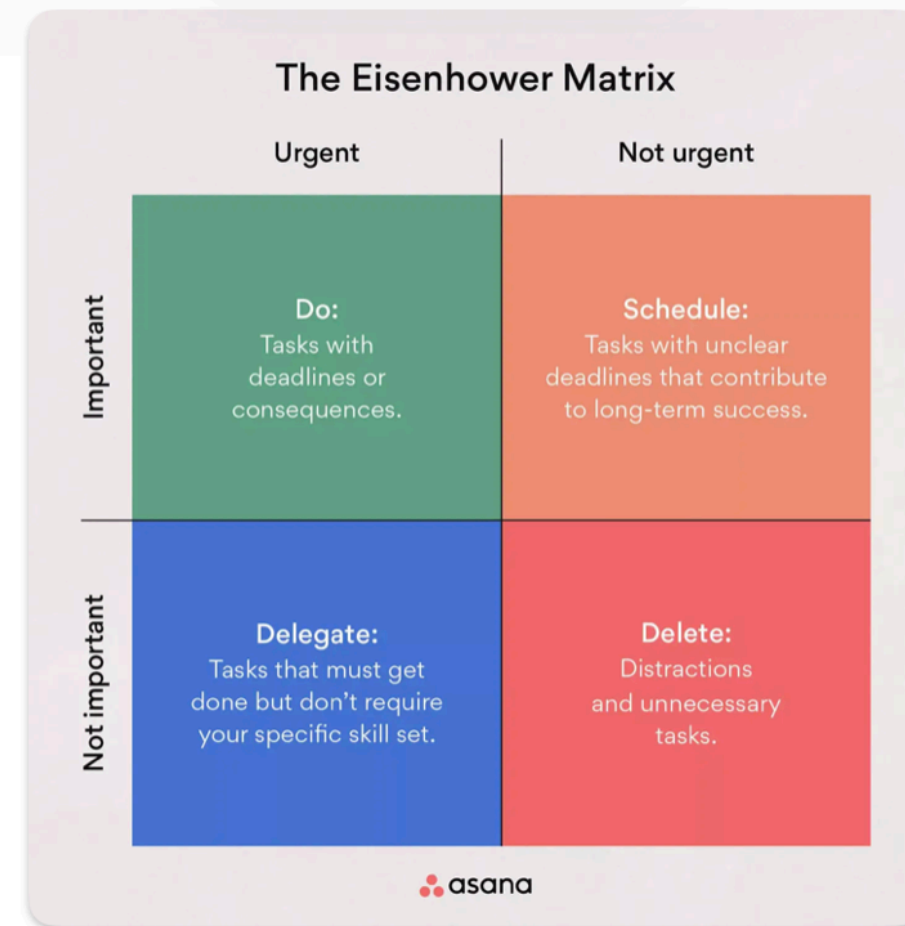 The Eisenhower Matrix
Urgent
Not urgent
Important
Do:
Tasks with
deadlines or
consequences.
Schedule:
Tasks with unclear
deadlines that contribute
to long-term success.
Not important
Delegate:
Tasks that must get
done but don’t require
your specific skill set.
Delete:
Distractions
and unnecessary
tasks.
asana